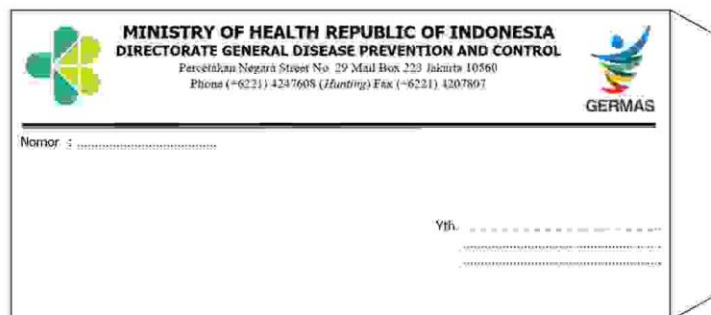 MINISTRY OF HEALTH REPUBLIC OF INDONESIA
DIRECTORATE GENERAL DISEASE PREVENTION AND CONTROL
Percetakan Negara Street No. 29 Mail Box 223 Jakarta 10560
Phone (+6221) 4247608 (Hunting) Fax (+6221) 4207807
GERMAS
Nomor : ........................................
Yth. ........................................
........................................
........................................